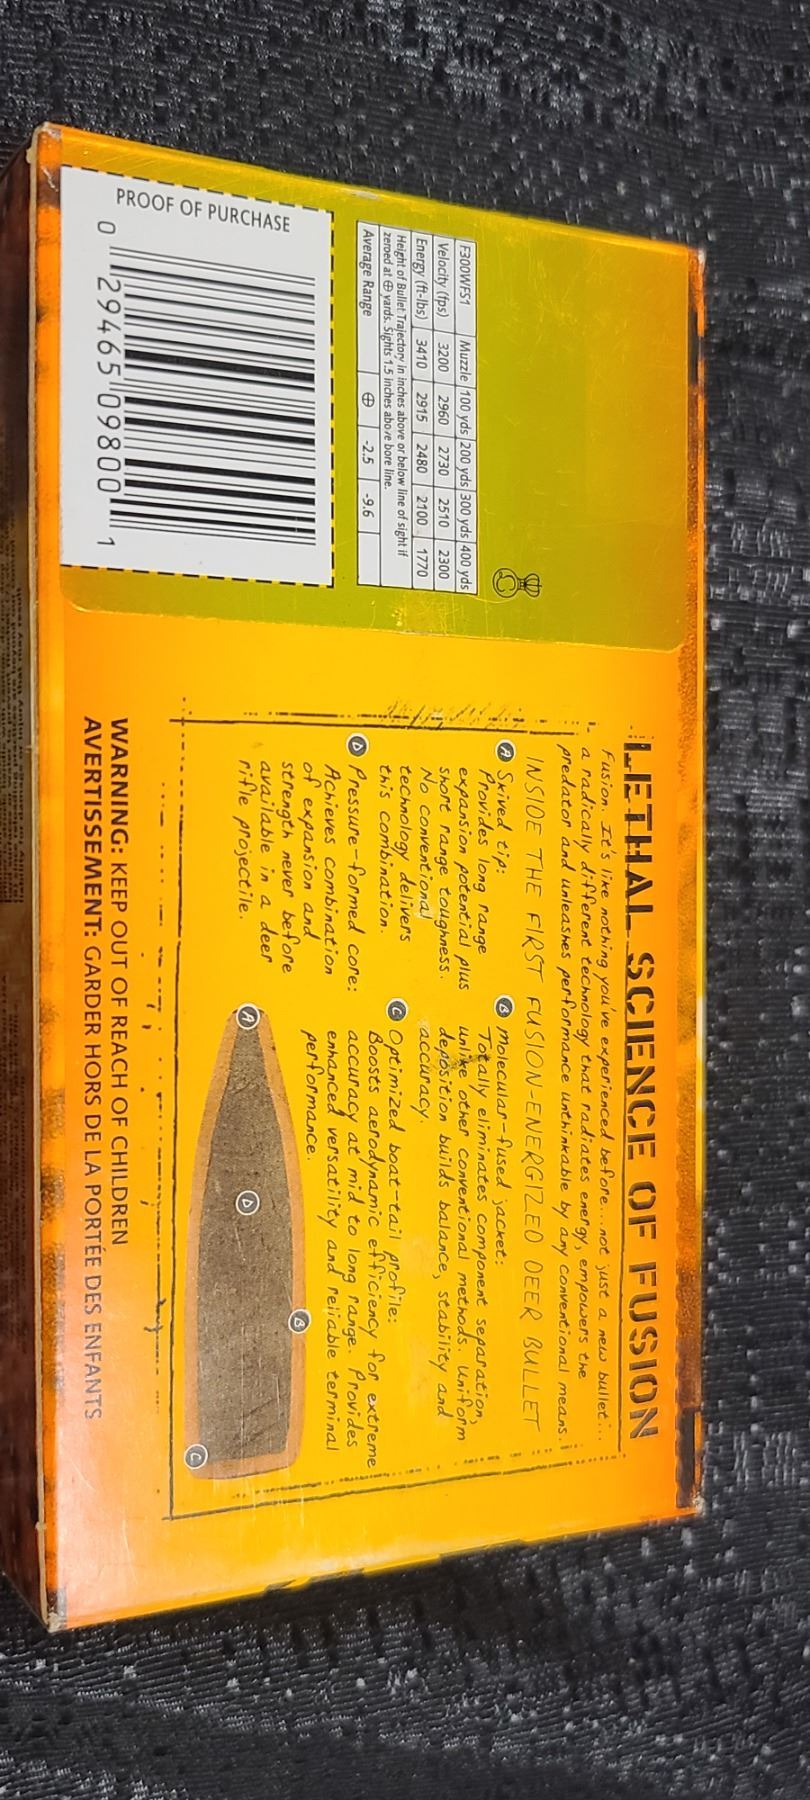 LETHAL SCIENCE OF FUSION
Fusion. It's like nothing you've experienced before...not just a new bullet...
a radically different technology that radiates energy, empowers the
predator and unleashes performance unthinkable by any conventional means.
INSIDE THE FIRST FUSION-ENERGIZED DEER BULLET
A Skived tip:
Provides long range
expansion potential plus
short range toughness.
No conventional
technology delivers
this combination.
D Pressure-formed core:
Achieves combination
of expansion and
strength never before
available in a deer
rifle projectile.
B Molecular-fused jacket:
Totally eliminates component separation,
unlike other conventional methods. Uniform
deposition builds balance, stability and
accuracy.
C Optimized boat-tail profile:
Boosts aerodynamic efficiency for extreme
accuracy at mid to long range. Provides
enhanced versatility and reliable terminal
performance.
A
D
B
C
WARNING: KEEP OUT OF REACH OF CHILDREN
AVERTISSEMENT: GARDER HORS DE LA PORTÉE DES ENFANTS
F300WFS1 Muzzle 100 yds 200 yds 300 yds 400 yds
Velocity (fps) 3200 2960 2730 2510 2300
Energy (ft-lbs) 3410 2915 2480 2100 1770
Height of Bullet Trajectory in inches above or below line of sight if
zeroed at ⊕ yards. Sights 1.5 inches above bore line.
Average Range ⊕ -2.5 -9.6
PROOF OF PURCHASE
0 29465 09800 1